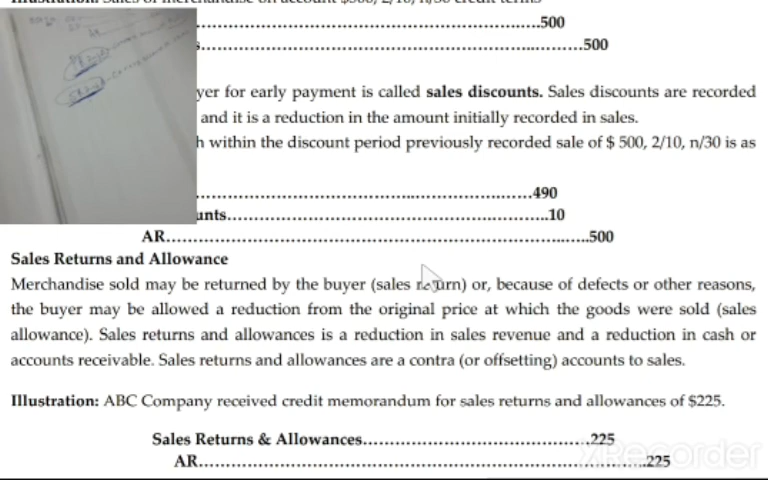 .......................................................................500
s................................................................................500
yer for early payment is called sales discounts. Sales discounts are recorded
and it is a reduction in the amount initially recorded in sales.
h within the discount period previously recorded sale of $ 500, 2/10, n/30 is as
.......................................................................490
unts....................................................................10
AR..........................................................................................500
Sales Returns and Allowance
Merchandise sold may be returned by the buyer (sales return) or, because of defects or other reasons,
the buyer may be allowed a reduction from the original price at which the goods were sold (sales
allowance). Sales returns and allowances is a reduction in sales revenue and a reduction in cash or
accounts receivable. Sales returns and allowances are a contra (or offsetting) accounts to sales.
Illustration: ABC Company received credit memorandum for sales returns and allowances of $225.
Sales Returns & Allowances................................................225
AR..............................................................................................225
XRecorder